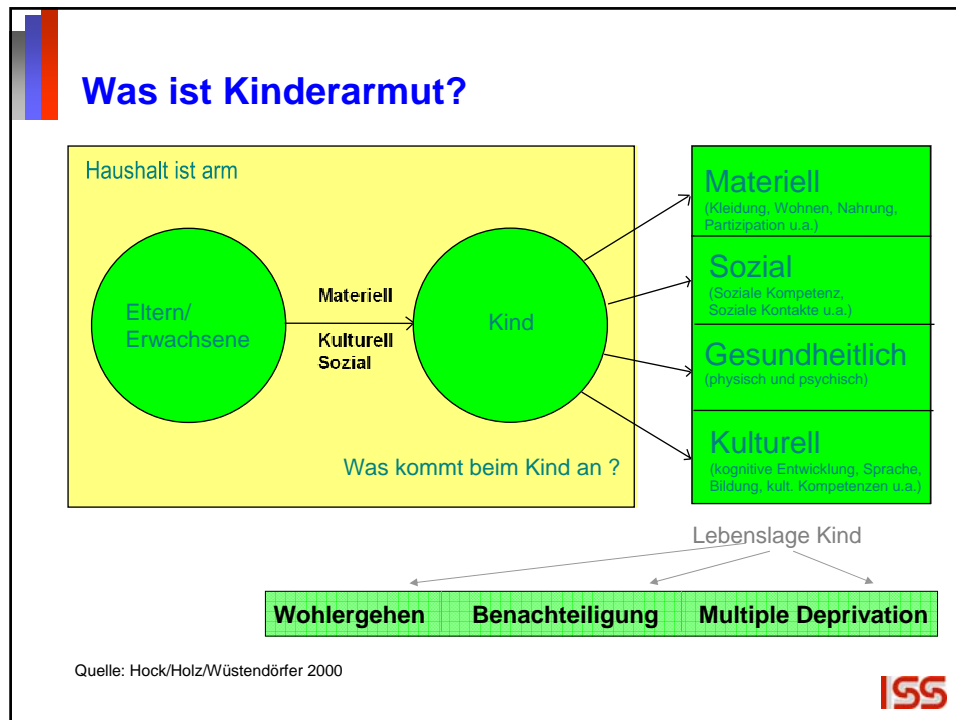 Was ist Kinderarmut?
Haushalt ist arm
Eltern/
Erwachsene
Materiell
Kulturell
Sozial
Kind
Was kommt beim Kind an ?
Materiell
(Kleidung, Wohnen, Nahrung,
Partizipation u.a.)
Sozial
(Soziale Kompetenz,
Soziale Kontakte u.a.)
Gesundheitlich
(physisch und psychisch)
Kulturell
(kognitive Entwicklung, Sprache,
Bildung, kult. Kompetenzen u.a.)
Lebenslage Kind
Wohlergehen Benachteiligung Multiple Deprivation
Quelle: Hock/Holz/Wüstendörfer 2000
ISS